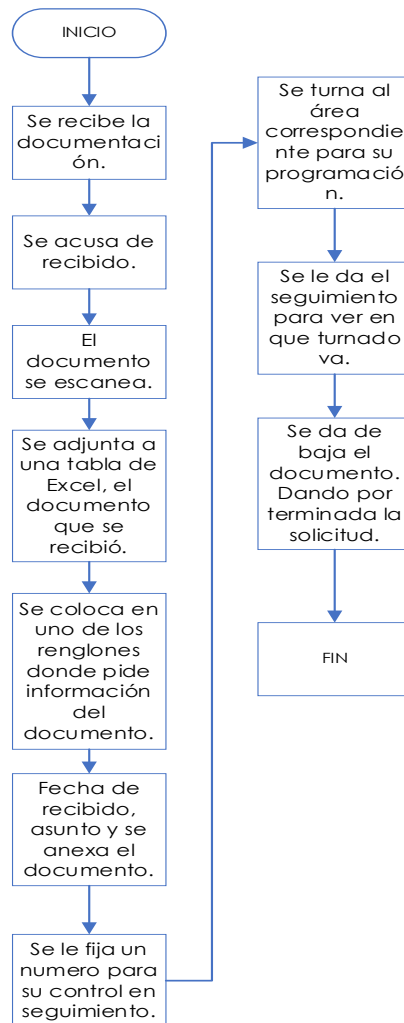 INICIO
Se recibe la
documentaci
ón.
Se acusa de
recibido.
El
documento
se escanea.
Se adjunta a
una tabla de
Excel, el
documento
que se
recibió.
Se coloca en
uno de los
renglones
donde pide
información
del
documento.
Fecha de
recibido,
asunto y se
anexa el
documento.
Se le fija un
numero para
su control en
seguimiento.
Se turna al
área
correspondie
nte para su
programació
n.
Se le da el
seguimiento
para ver en
que turnado
va.
Se da de
baja el
documento.
Dando por
terminada la
solicitud.
FIN